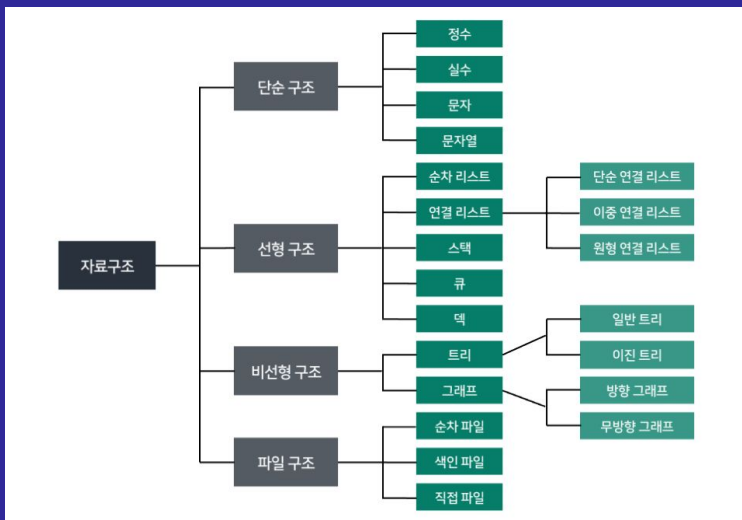 자료구조
단순 구조
정수
실수
문자
문자열
선형 구조
순차 리스트
연결 리스트
단순 연결 리스트
이중 연결 리스트
원형 연결 리스트
스택
큐
덱
비선형 구조
트리
일반 트리
이진 트리
그래프
방향 그래프
무방향 그래프
파일 구조
순차 파일
색인 파일
직접 파일